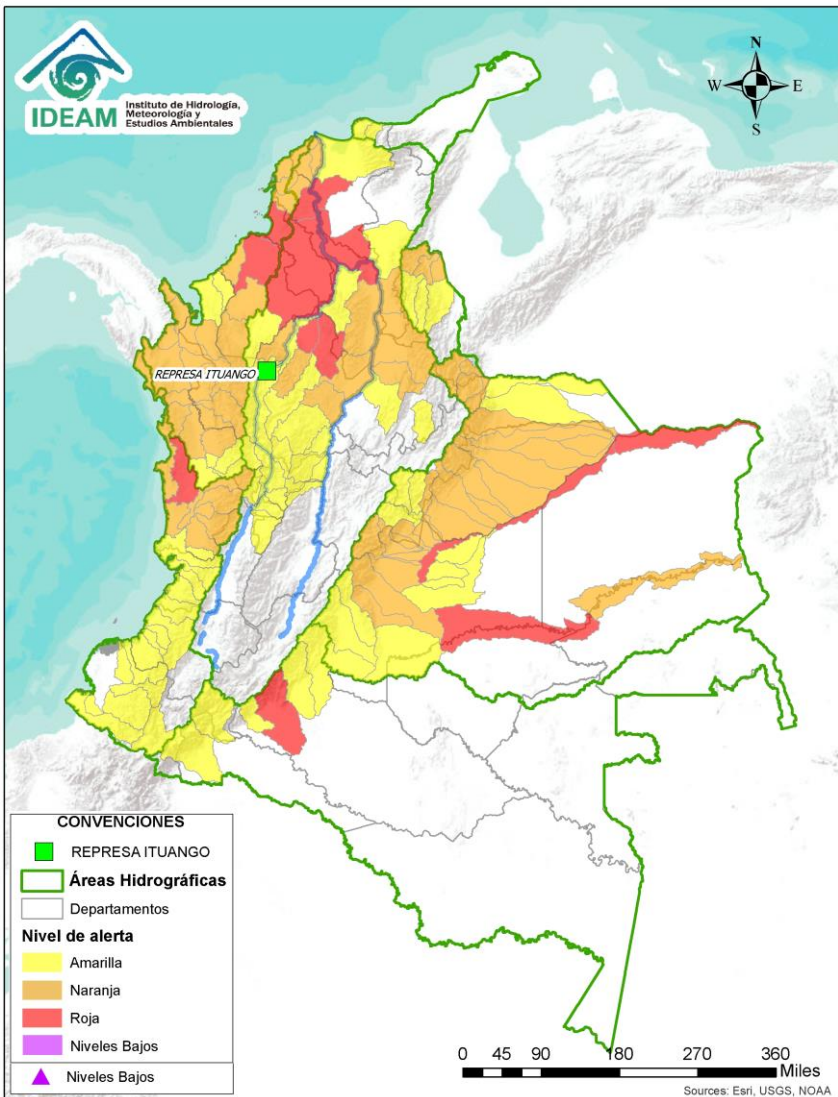 IDEAM
Instituto de Hidrología,
Meteorología y
Estudios Ambientales
N
W
E
S
REPRESA ITUANGO
CONVENCIONES
REPRESA ITUANGO
Áreas Hidrográficas
Departamentos
Nivel de alerta
Amarilla
Naranja
Roja
Niveles Bajos
Niveles Bajos
0 45 90 180 270 360
Miles
Sources: Esri, USGS, NOAA